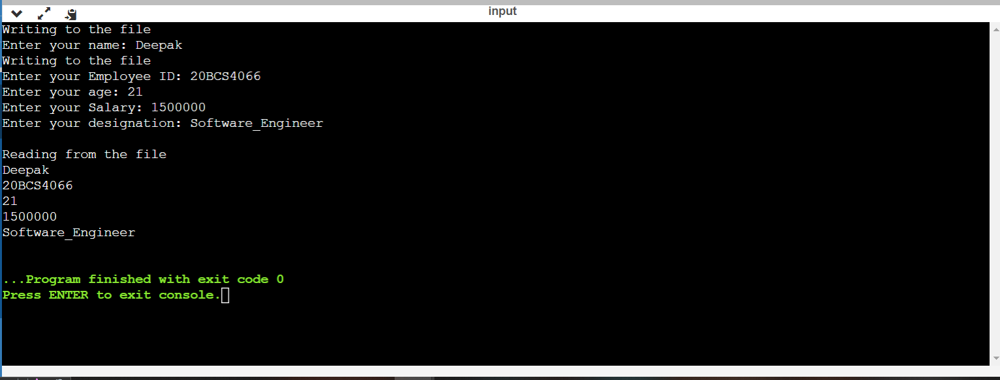 input
Writing to the file
Enter your name: Deepak
Writing to the file
Enter your Employee ID: 20BCS4066
Enter your age: 21
Enter your Salary: 1500000
Enter your designation: Software_Engineer
Reading from the file
Deepak
20BCS4066
21
1500000
Software_Engineer
...Program finished with exit code 0
Press ENTER to exit console.